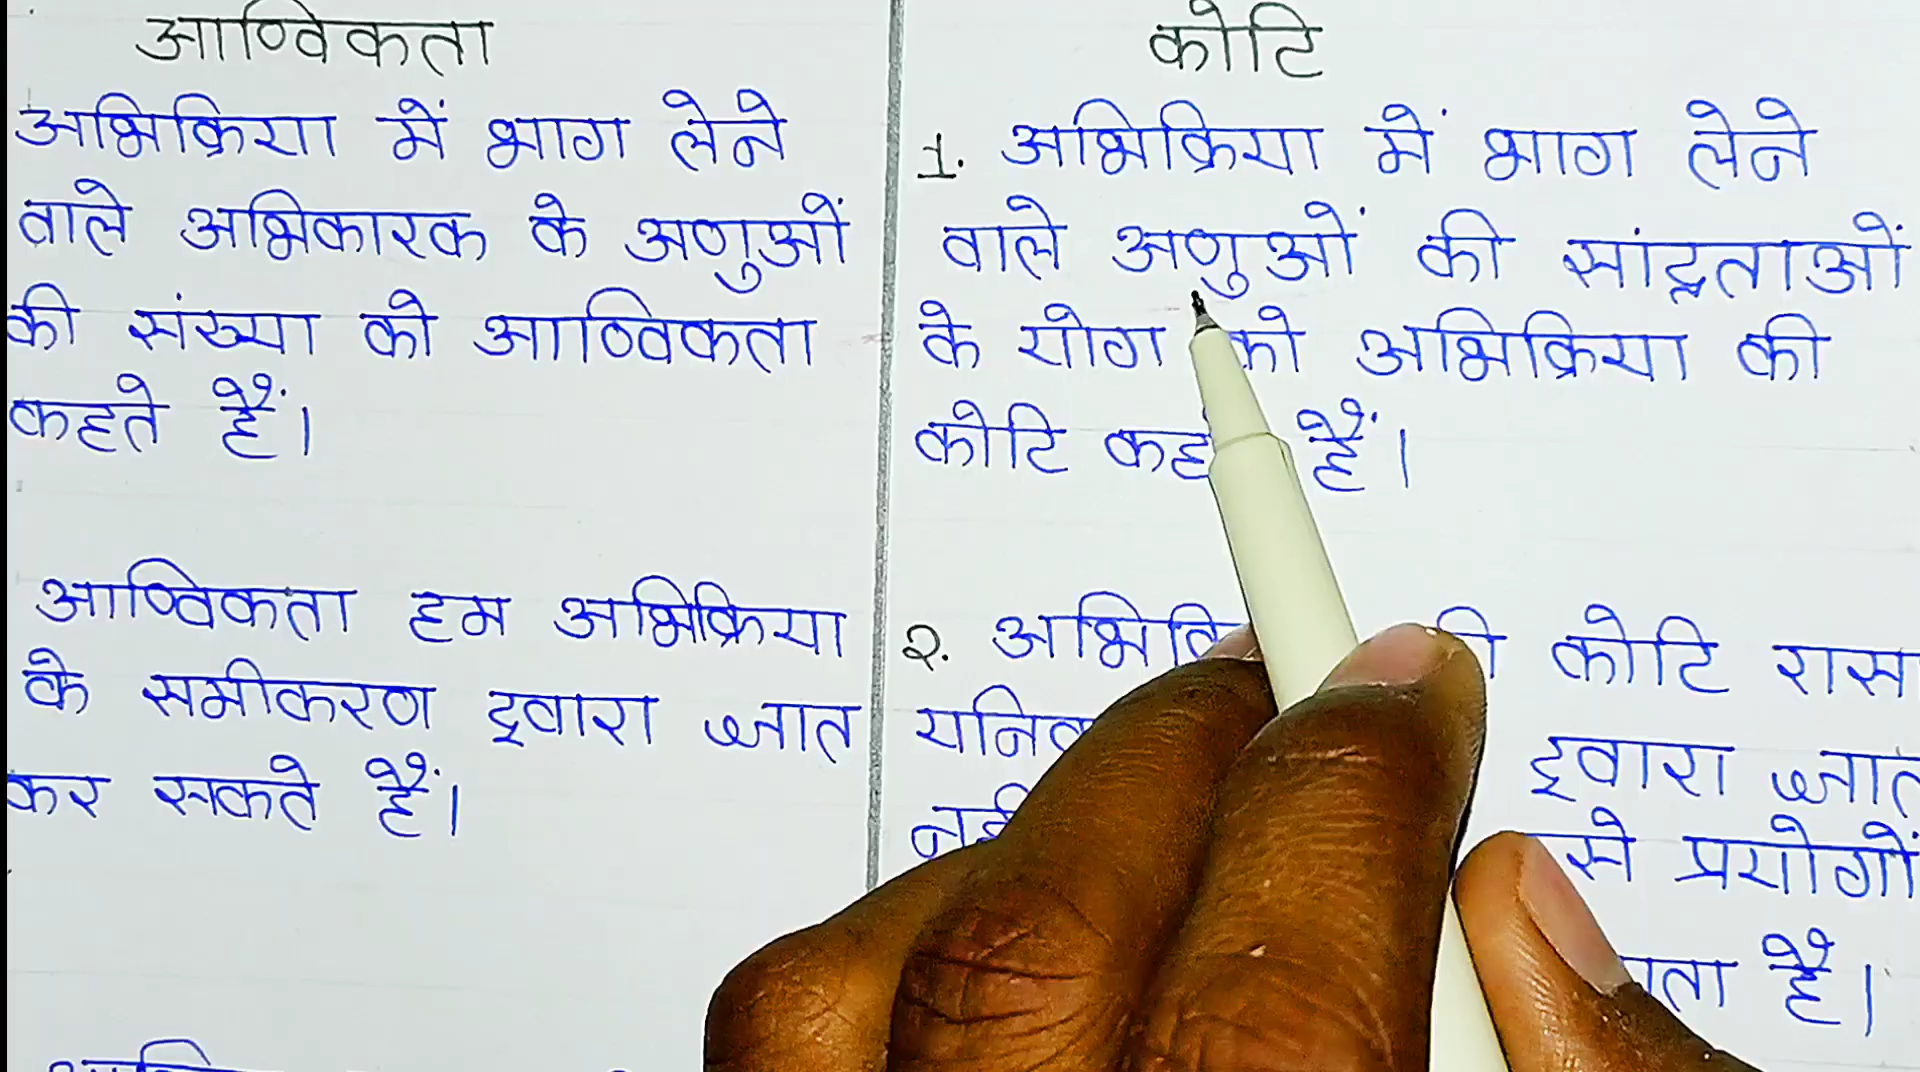 आण्विकता
अभिक्रिया में भाग लेने
वाले अभिकारक के अणुओं
की संख्या को आण्विकता
कहते हैं।
आण्विकता हम अभिक्रिया
के समीकरण द्वारा ज्ञात
कर सकते हैं।
कोटि
1. अभिक्रिया में भाग लेने
वाले अणुओं की सांद्रताओं
के योग को अभिक्रिया की
कोटि कह हैं।
2. कोटि रास
यनिक द्वारा ज्ञात
से प्रयोगों
है।